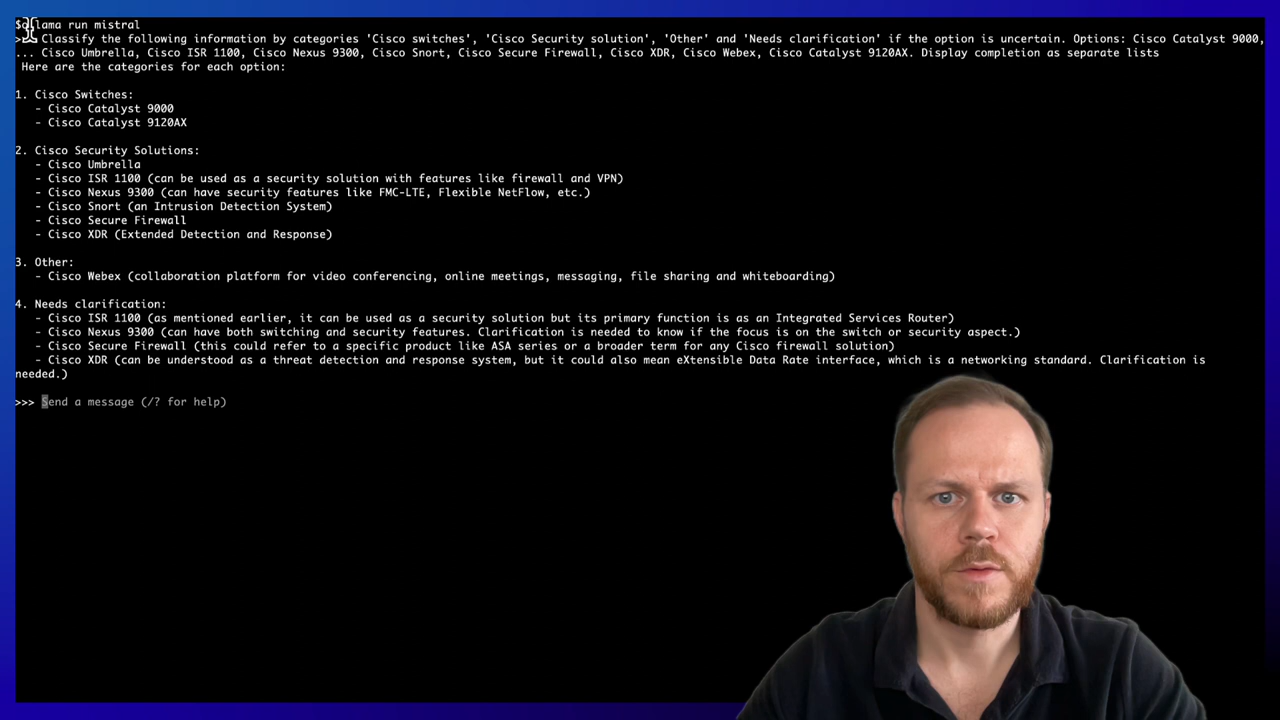 $ollama run mistral
>>> Classify the following information by categories 'Cisco switches', 'Cisco Security solution', 'Other' and 'Needs clarification' if the option is uncertain. Options: Cisco Catalyst 9000,
... Cisco Umbrella, Cisco ISR 1100, Cisco Nexus 9300, Cisco Snort, Cisco Secure Firewall, Cisco XDR, Cisco Webex, Cisco Catalyst 9120AX. Display completion as separate lists
Here are the categories for each option:
1. Cisco Switches:
- Cisco Catalyst 9000
- Cisco Catalyst 9120AX
2. Cisco Security Solutions:
- Cisco Umbrella
- Cisco ISR 1100 (can be used as a security solution with features like firewall and VPN)
- Cisco Nexus 9300 (can have security features like FMC-LTE, Flexible NetFlow, etc.)
- Cisco Snort (an Intrusion Detection System)
- Cisco Secure Firewall
- Cisco XDR (Extended Detection and Response)
3. Other:
- Cisco Webex (collaboration platform for video conferencing, online meetings, messaging, file sharing and whiteboarding)
4. Needs clarification:
- Cisco ISR 1100 (as mentioned earlier, it can be used as a security solution but its primary function is as an Integrated Services Router)
- Cisco Nexus 9300 (can have both switching and security features. Clarification is needed to know if the focus is on the switch or security aspect.)
- Cisco Secure Firewall (this could refer to a specific product like ASA series or a broader term for any Cisco firewall solution)
- Cisco XDR (can be understood as a threat detection and response system, but it could also mean eXtensible Data Rate interface, which is a networking standard. Clarification is
needed.)
>>> Send a message (/? for help)